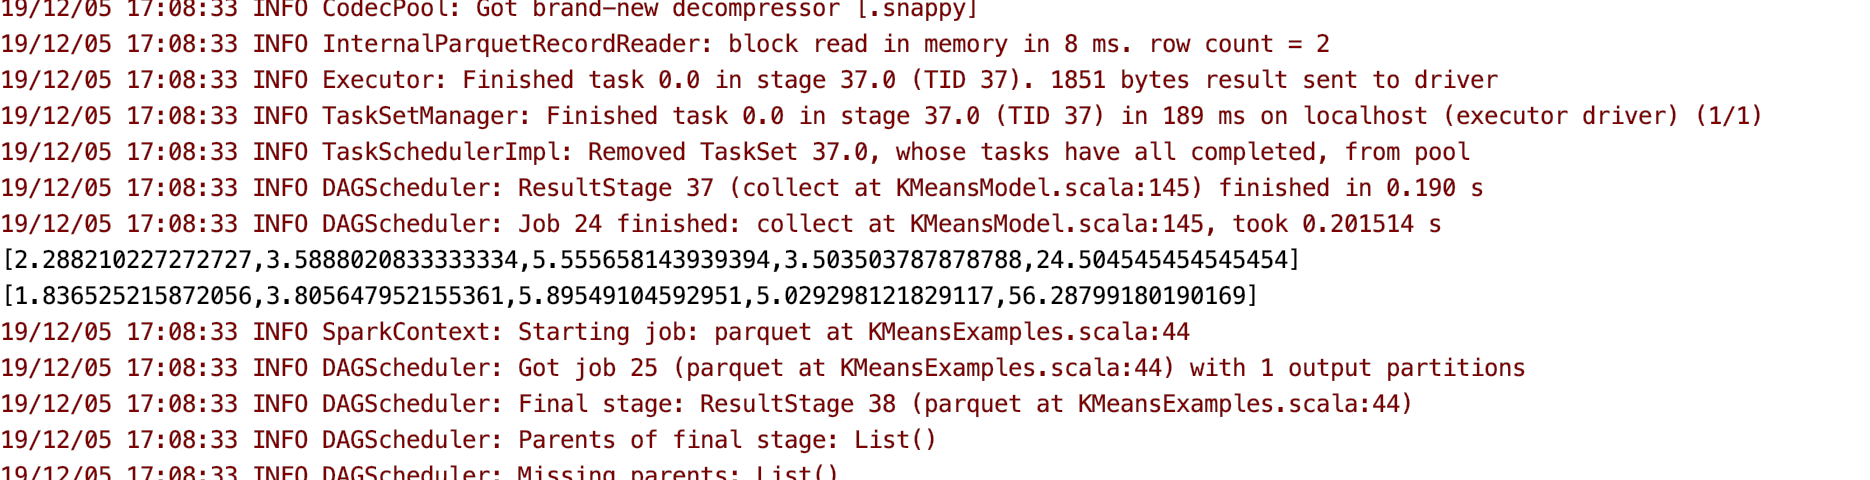 19/12/05 17:08:33 INFO CodecPool: Got brand-new decompressor [.snappy]
19/12/05 17:08:33 INFO InternalParquetRecordReader: block read in memory in 8 ms. row count = 2
19/12/05 17:08:33 INFO Executor: Finished task 0.0 in stage 37.0 (TID 37). 1851 bytes result sent to driver
19/12/05 17:08:33 INFO TaskSetManager: Finished task 0.0 in stage 37.0 (TID 37) in 189 ms on localhost (executor driver) (1/1)
19/12/05 17:08:33 INFO TaskSchedulerImpl: Removed TaskSet 37.0, whose tasks have all completed, from pool
19/12/05 17:08:33 INFO DAGScheduler: ResultStage 37 (collect at KMeansModel.scala:145) finished in 0.190 s
19/12/05 17:08:33 INFO DAGScheduler: Job 24 finished: collect at KMeansModel.scala:145, took 0.201514 s
[2.288210227272727,3.5888020833333334,5.555658143939394,3.503503787878788,24.504545454545454]
[1.836525215872056,3.805647952155361,5.89549104592951,5.029298121829117,56.28799180190169]
19/12/05 17:08:33 INFO SparkContext: Starting job: parquet at KMeansExamples.scala:44
19/12/05 17:08:33 INFO DAGScheduler: Got job 25 (parquet at KMeansExamples.scala:44) with 1 output partitions
19/12/05 17:08:33 INFO DAGScheduler: Final stage: ResultStage 38 (parquet at KMeansExamples.scala:44)
19/12/05 17:08:33 INFO DAGScheduler: Parents of final stage: List()
19/12/05 17:08:33 INFO DAGScheduler: Missing parents: List()